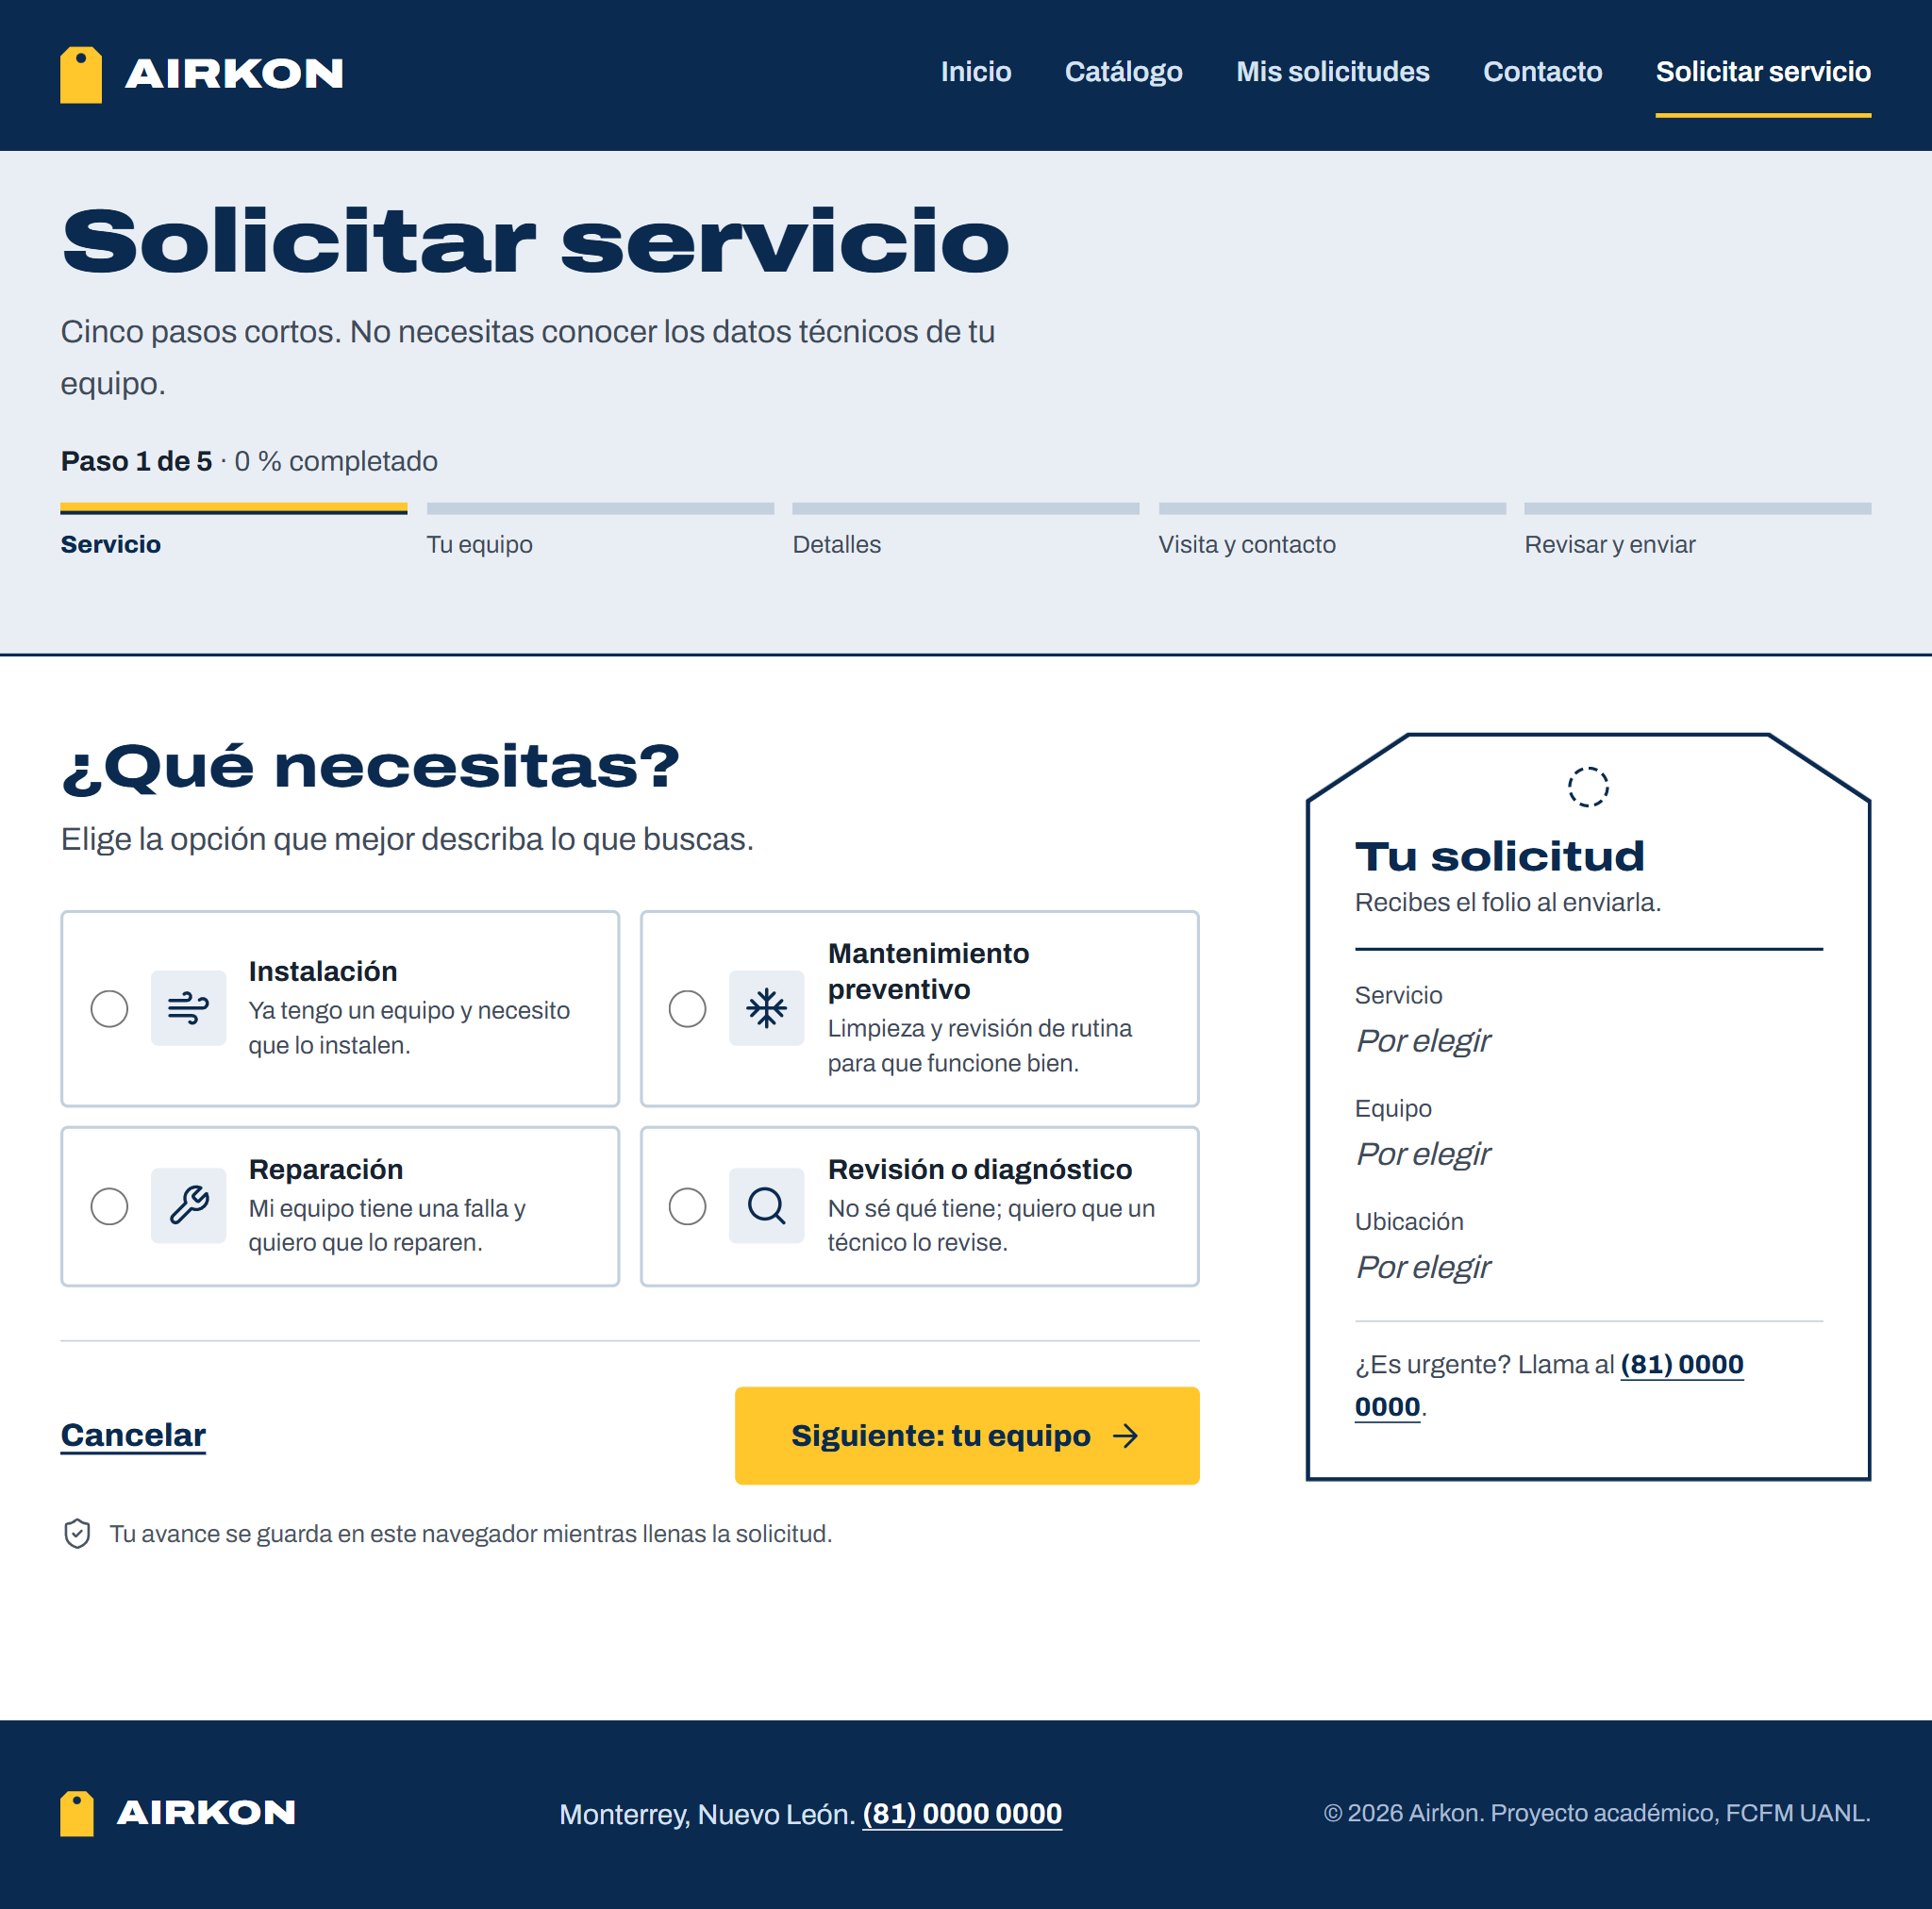 AIRKON
Inicio
Catálogo
Mis solicitudes
Contacto
Solicitar servicio
Solicitar servicio
Cinco pasos cortos. No necesitas conocer los datos técnicos de tu
equipo.
Paso 1 de 5 · 0 % completado
Servicio
Tu equipo
Detalles
Visita y contacto
Revisar y enviar
¿Qué necesitas?
Elige la opción que mejor describa lo que buscas.
Instalación
Ya tengo un equipo y necesito
que lo instalen.
Mantenimiento
preventivo
Limpieza y revisión de rutina
para que funcione bien.
Reparación
Mi equipo tiene una falla y
quiero que lo reparen.
Revisión o diagnóstico
No sé qué tiene; quiero que un
técnico lo revise.
Cancelar
Siguiente: tu equipo
Tu avance se guarda en este navegador mientras llenas la solicitud.
Tu solicitud
Recibes el folio al enviarla.
Servicio
Por elegir
Equipo
Por elegir
Ubicación
Por elegir
¿Es urgente? Llama al (81) 0000
0000.
AIRKON
Monterrey, Nuevo León. (81) 0000 0000
© 2026 Airkon. Proyecto académico, FCFM UANL.